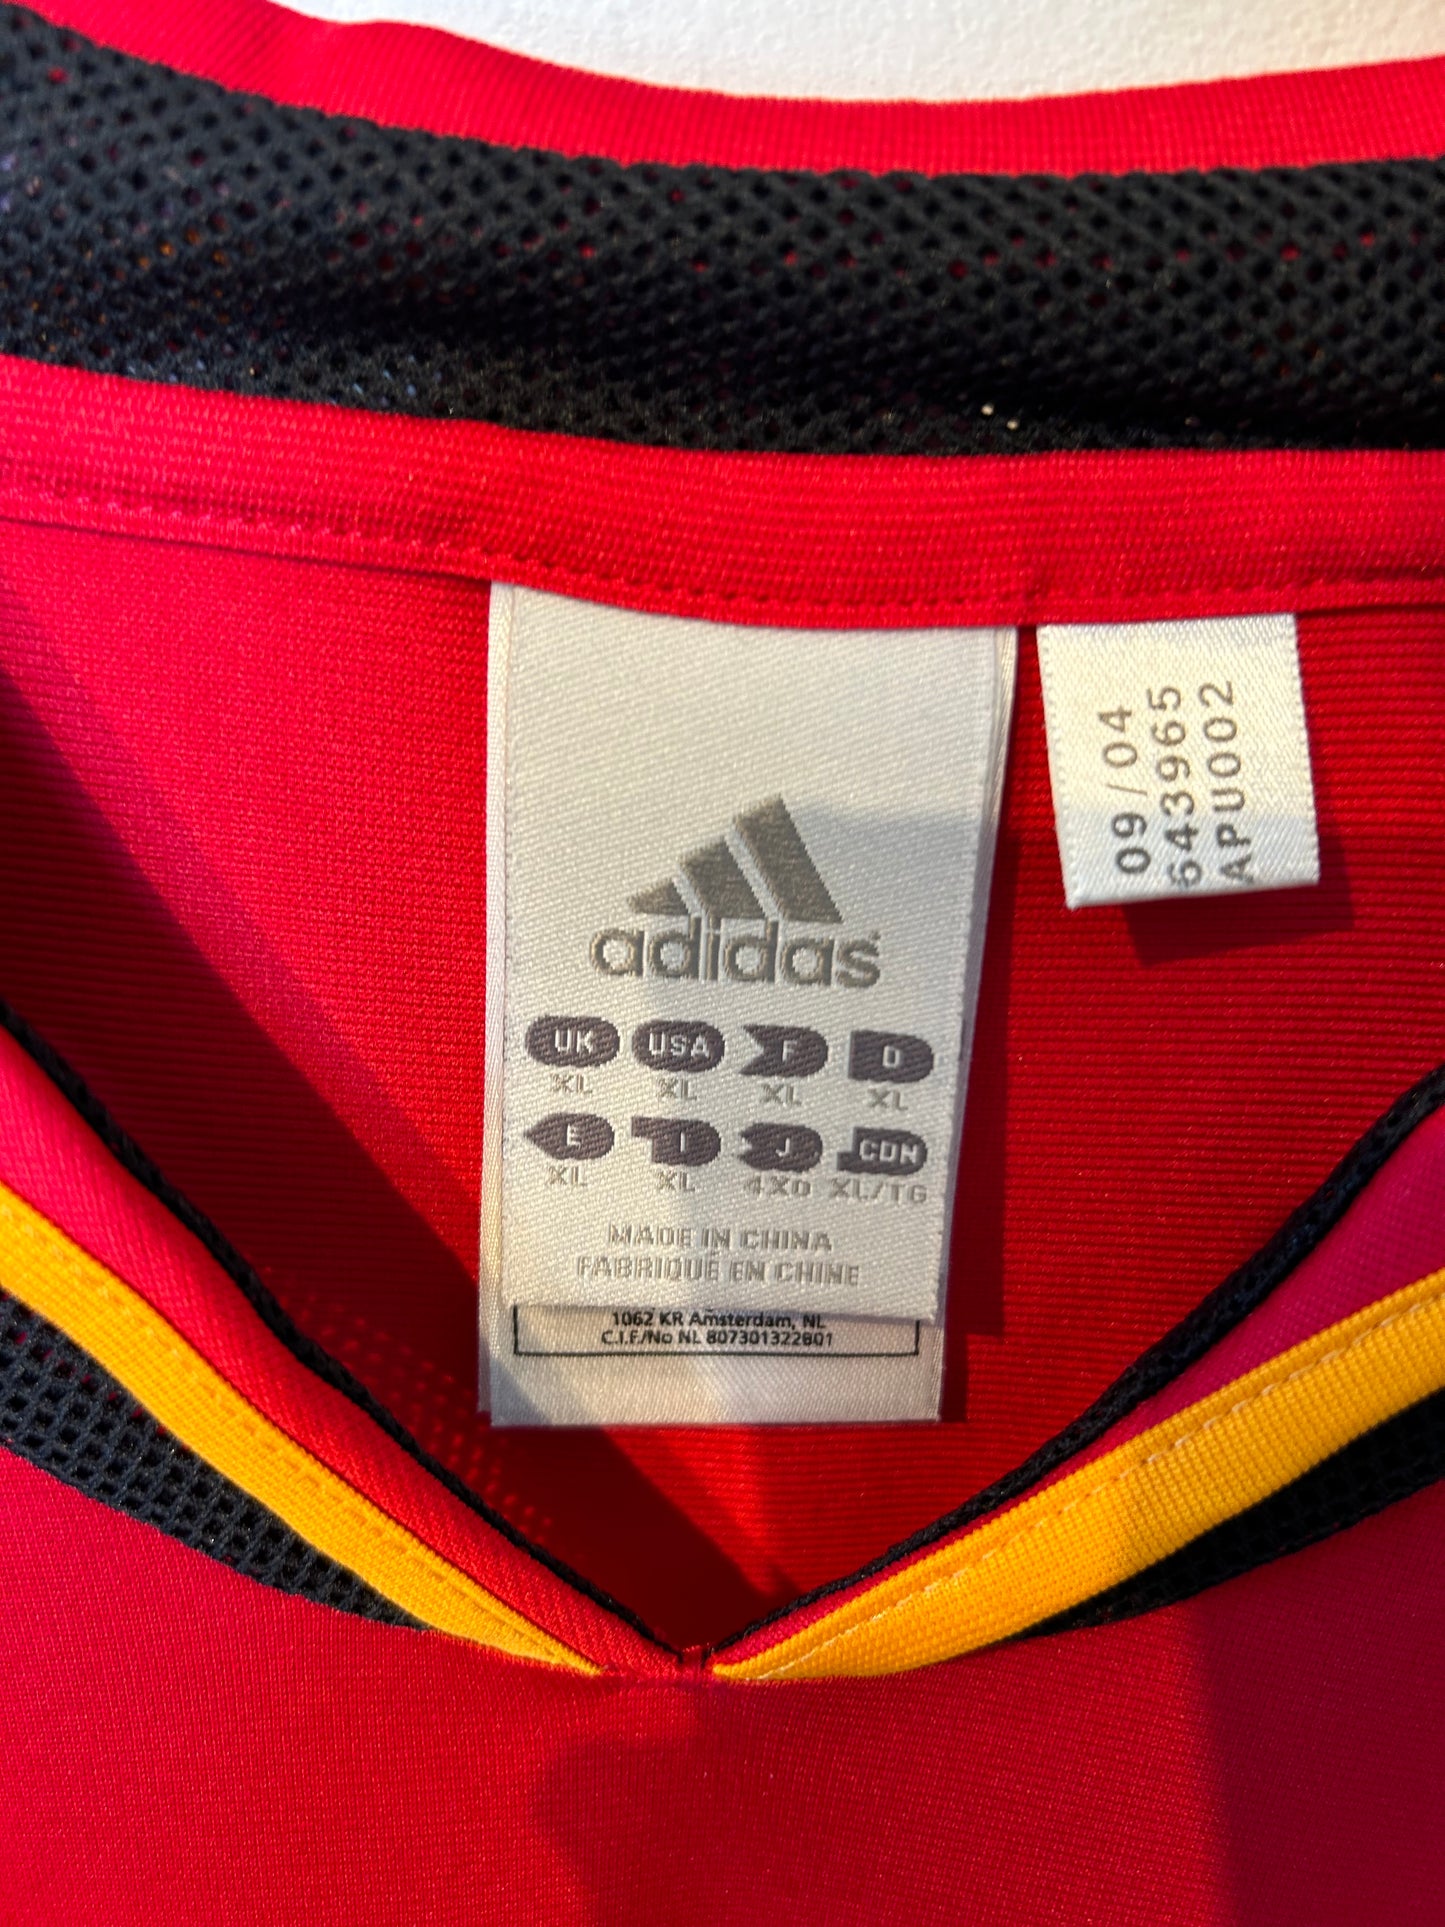 adidas
UK USA F D
XL XL XL XL
E I J CDN
XL XL 4XO XL/TG
MADE IN CHINA
FABRIQUÉ EN CHINE
1062 KR Amsterdam, NL
C.I.F./No NL 807301322B01
09/04
643965
APU002